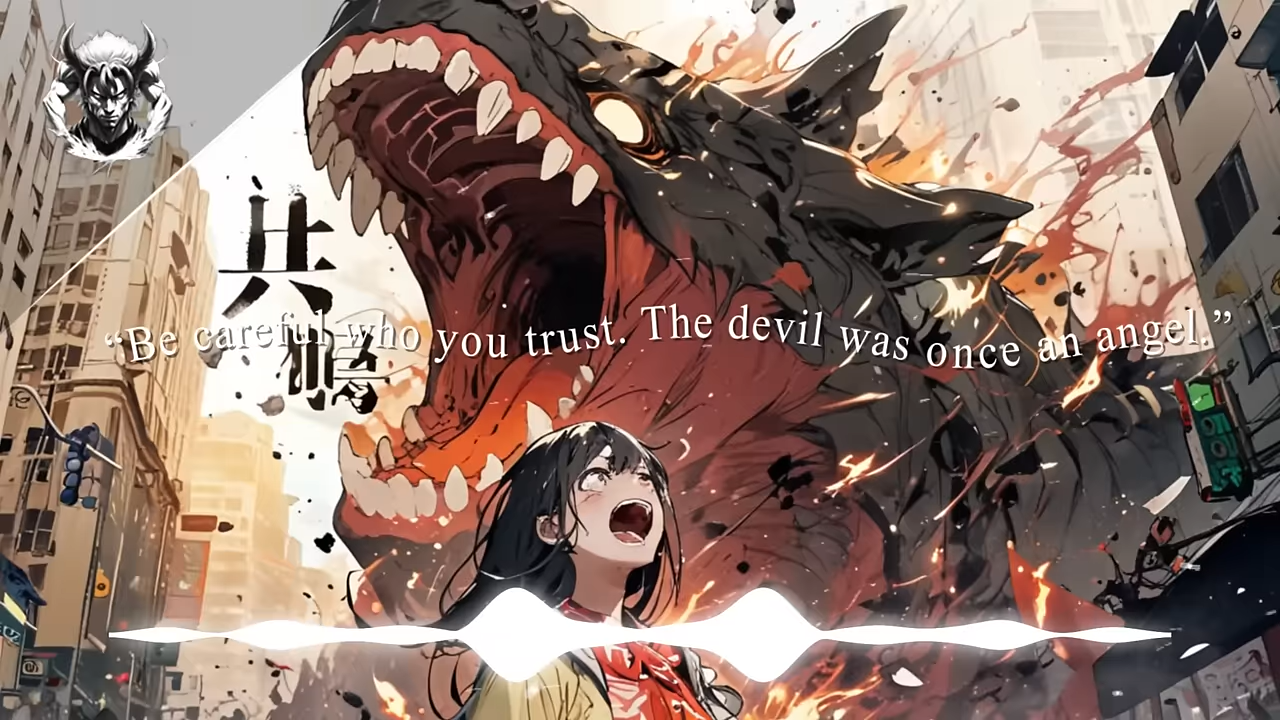 共
“Be careful who you trust. The devil was once an angel.”